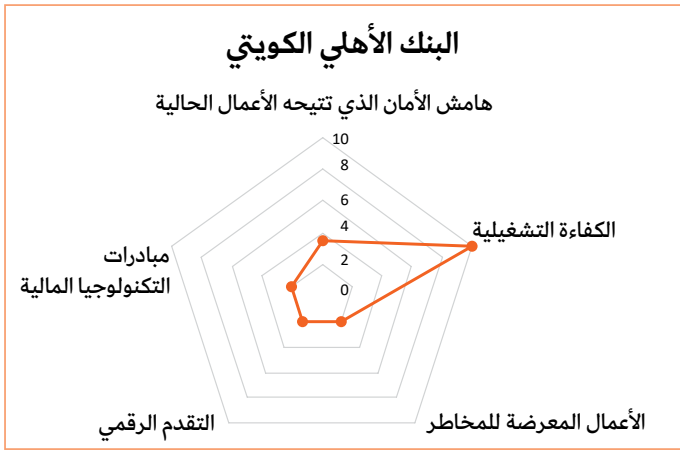 البنك الأهلي الكويتي
هامش الأمان الذي تتيحه الأعمال الحالية
10
8
6
4
2
0
الكفاءة التشغيلية
مبادرات
التكنولوجيا المالية
الأعمال المعرضة للمخاطر
التقدم الرقمي